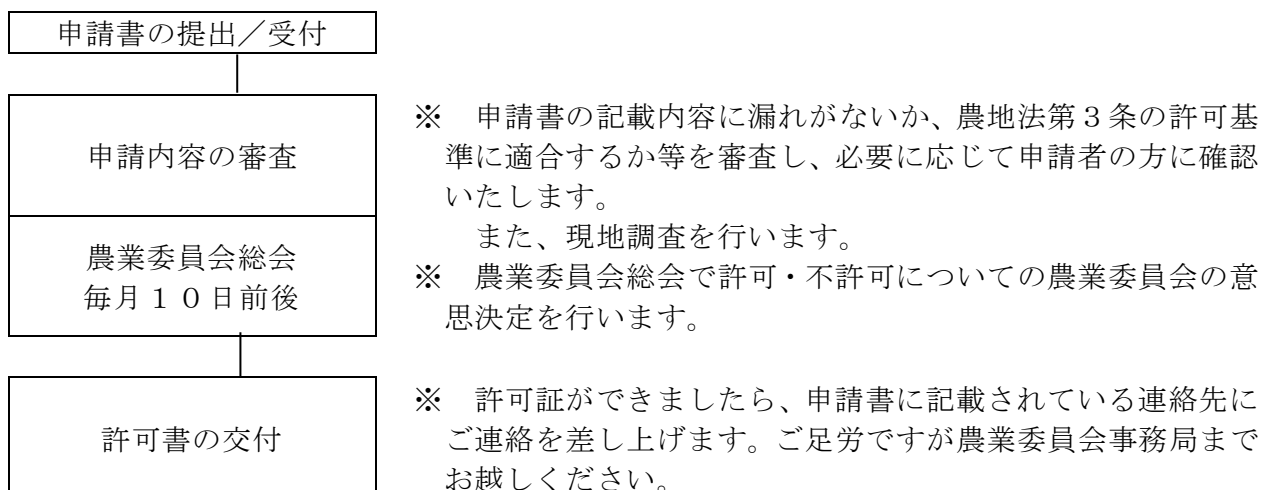 申請書の提出／受付
申請内容の審査
※　申請書の記載内容に漏れがないか、農地法第３条の許可基
準に適合するか等を審査し、必要に応じて申請者の方に確認
いたします。
また、現地調査を行います。
農業委員会総会
毎月１０日前後
※　農業委員会総会で許可・不許可についての農業委員会の意
思決定を行います。
許可書の交付
※　許可証ができましたら、申請書に記載されている連絡先に
ご連絡を差し上げます。ご足労ですが農業委員会事務局まで
お越しください。